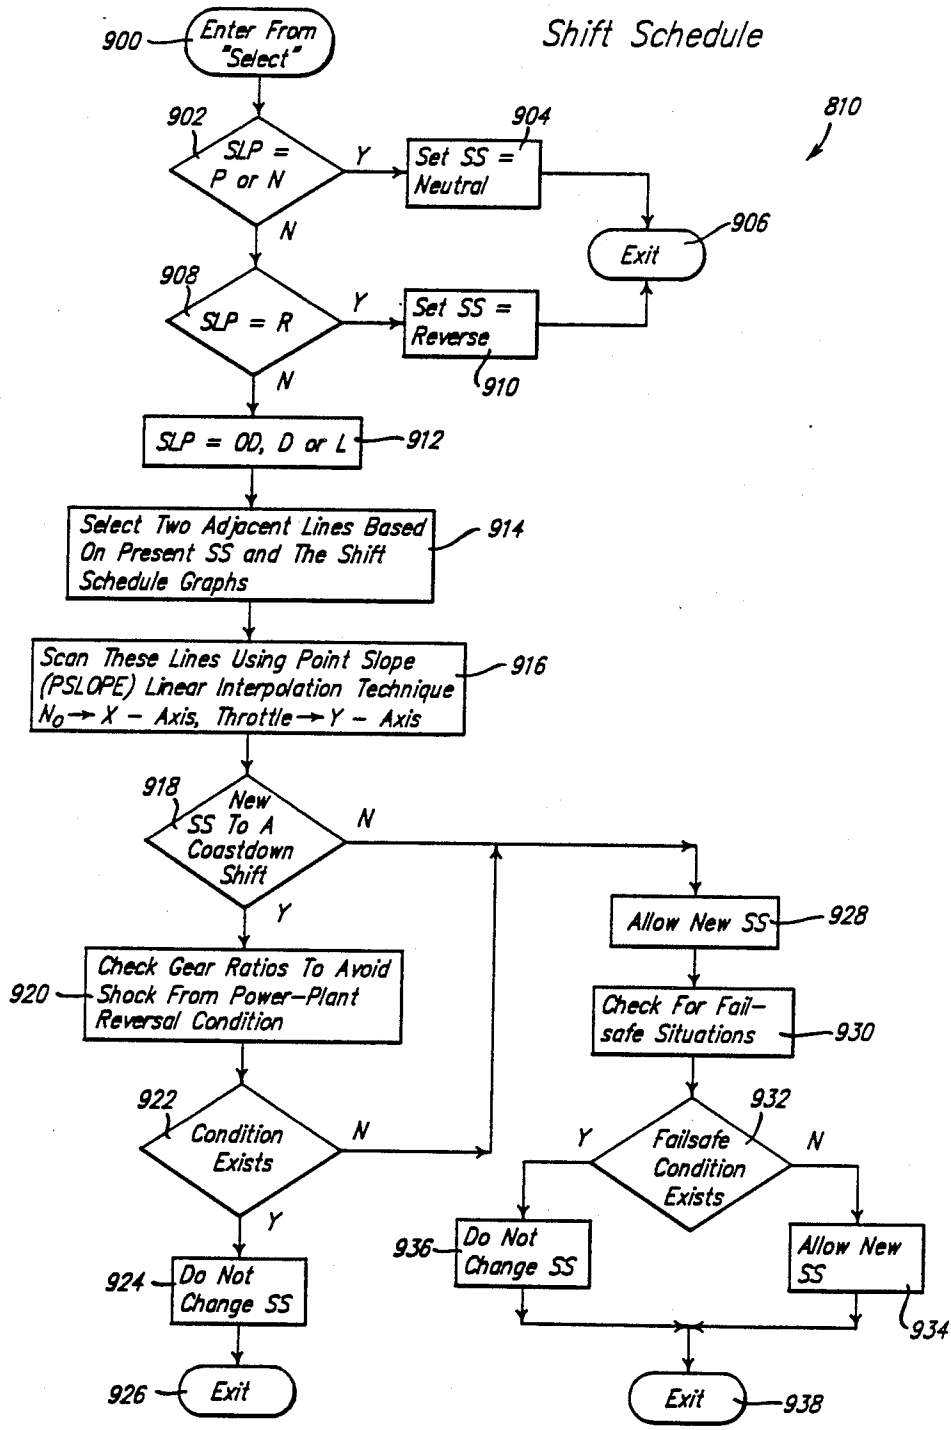 Shift Schedule
810
900
Enter From
"Select"
902
SLP =
P or N
Y
904
Set SS =
Neutral
906
Exit
N
908
SLP = R
Y
Set SS =
Reverse
910
N
SLP = OD, D or L
912
Select Two Adjacent Lines Based
On Present SS and The Shift
Schedule Graphs
914
Scan These Lines Using Point Slope
(PSLOPE) Linear Interpolation Technique
No → X - Axis, Throttle → Y - Axis
916
918
New
SS To A
Coastdown
Shift
N
Y
Allow New SS
928
920
Check Gear Ratios To Avoid
Shock From Power-Plant
Reversal Condition
Check For Fail-
safe Situations
930
922
Condition
Exists
N
Y
932
Failsafe
Condition
Exists
Y
N
924
Do Not
Change SS
936
Do Not
Change SS
Allow New
SS
934
926
Exit
Exit
938